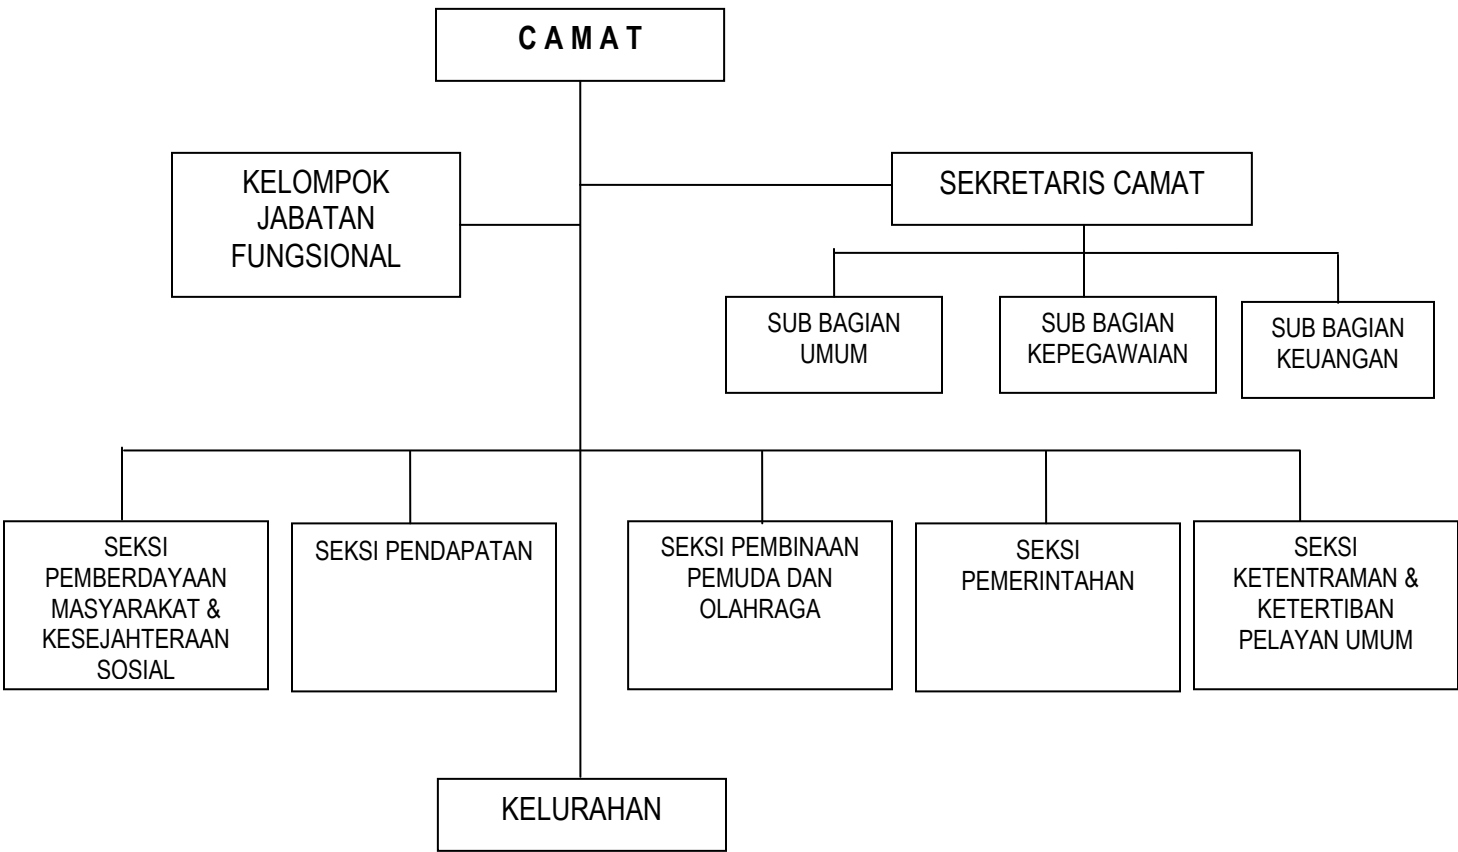 C A M A T
KELOMPOK
JABATAN
FUNGSIONAL
SEKRETARIS CAMAT
SUB BAGIAN
UMUM
SUB BAGIAN
KEPEGAWAIAN
SUB BAGIAN
KEUANGAN
SEKSI
PEMBERDAYAAN
MASYARAKAT &
KESEJAHTERAAN
SOSIAL
SEKSI PENDAPATAN
SEKSI PEMBINAAN
PEMUDA DAN
OLAHRAGA
SEKSI
PEMERINTAHAN
SEKSI
KETENTRAMAN &
KETERTIBAN
PELAYAN UMUM
KELURAHAN